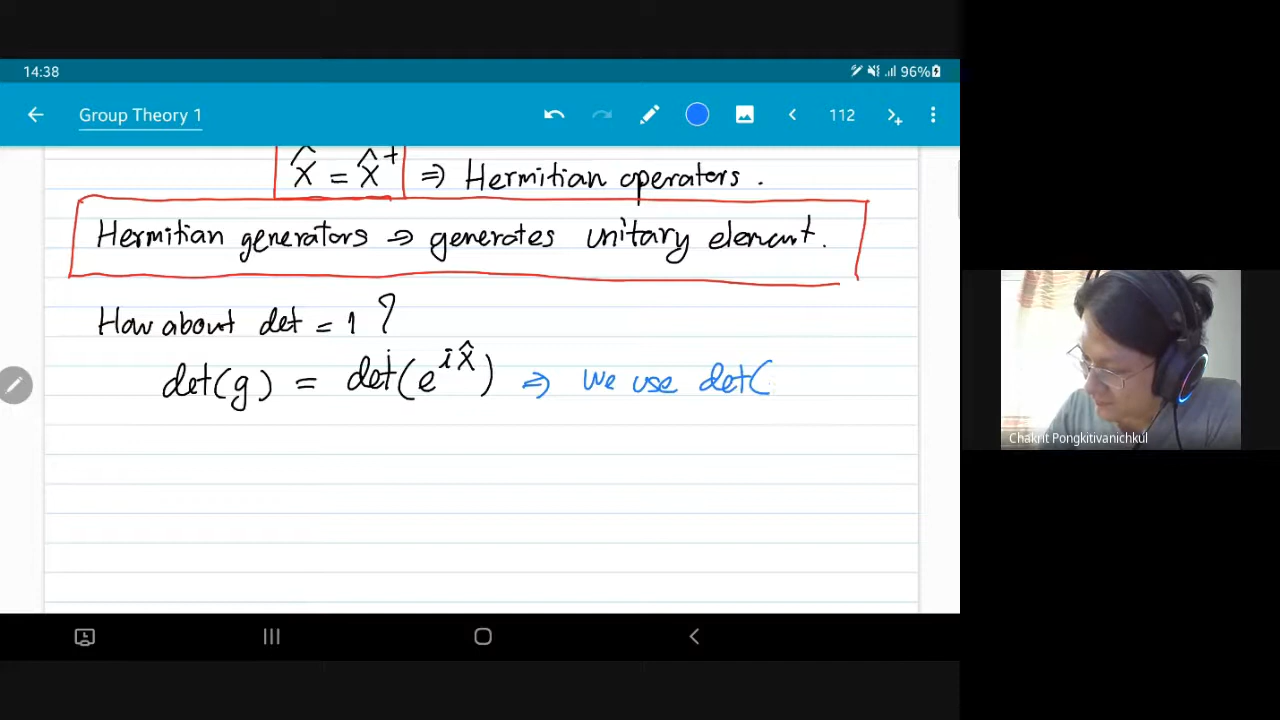 14:38
96%
Group Theory 1
112
X̂ = X̂† ⇒ Hermitian operators.
Hermitian generators ⇒ generates unitary element.
How about det = 1 ?
det(g) = det(e^{iX̂}) ⇒ We use det(
Chakrit Pongkitivanichkul